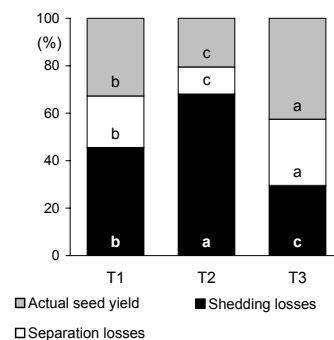 100
(%)
80
60
40
20
0
b
c
a
b
c
a
b
a
c
T1
T2
T3
Actual seed yield
Shedding losses
Separation losses